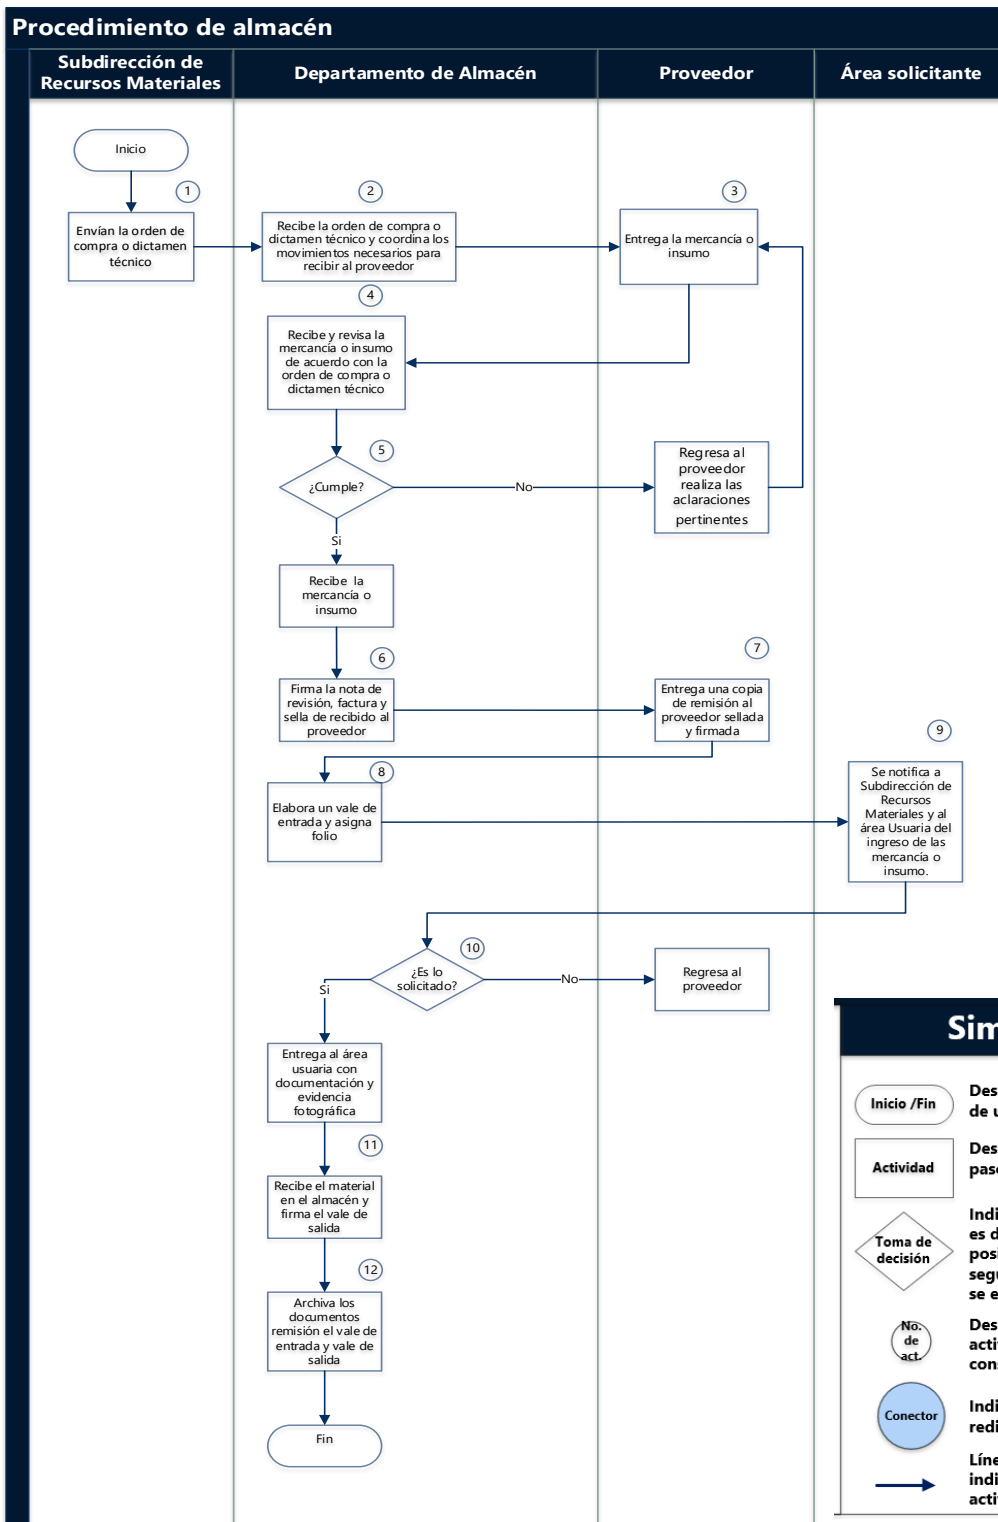 Procedimiento de almacén
Subdirección de
Recursos Materiales
Departamento de Almacén
Proveedor
Área solicitante
Inicio
1
Envían la orden de
compra o dictamen
técnico
2
Recibe la orden de compra o
dictamen técnico y coordina los
movimientos necesarios para
recibir al proveedor
3
Entrega la mercancía o
insumo
4
Recibe y revisa la
mercancía o insumo
de acuerdo con la
orden de compra o
dictamen técnico
5
¿Cumple?
No
Regresa al
proveedor
realiza las
aclaraciones
pertinentes
Si
Recibe la
mercancía o
insumo
6
Firma la nota de
revisión, factura y
sella de recibido al
proveedor
7
Entrega una copia
de remisión al
proveedor sellada
y firmada
8
Elabora un vale de
entrada y asigna
folio
9
Se notifica a
Subdirección de
Recursos
Materiales y al
área Usuaria del
ingreso de las
mercancía o
insumo.
10
¿Es lo
solicitado?
No
Regresa al
proveedor
Si
Entrega al área
usuaria con
documentación y
evidencia
fotográfica
11
Recibe el material
en el almacén y
firma el vale de
salida
12
Archiva los
documentos
remisión el vale de
entrada y vale de
salida
Fin
Inicio /Fin
de
Actividad
Toma de
decisión
se
No.
de
act.
Conector